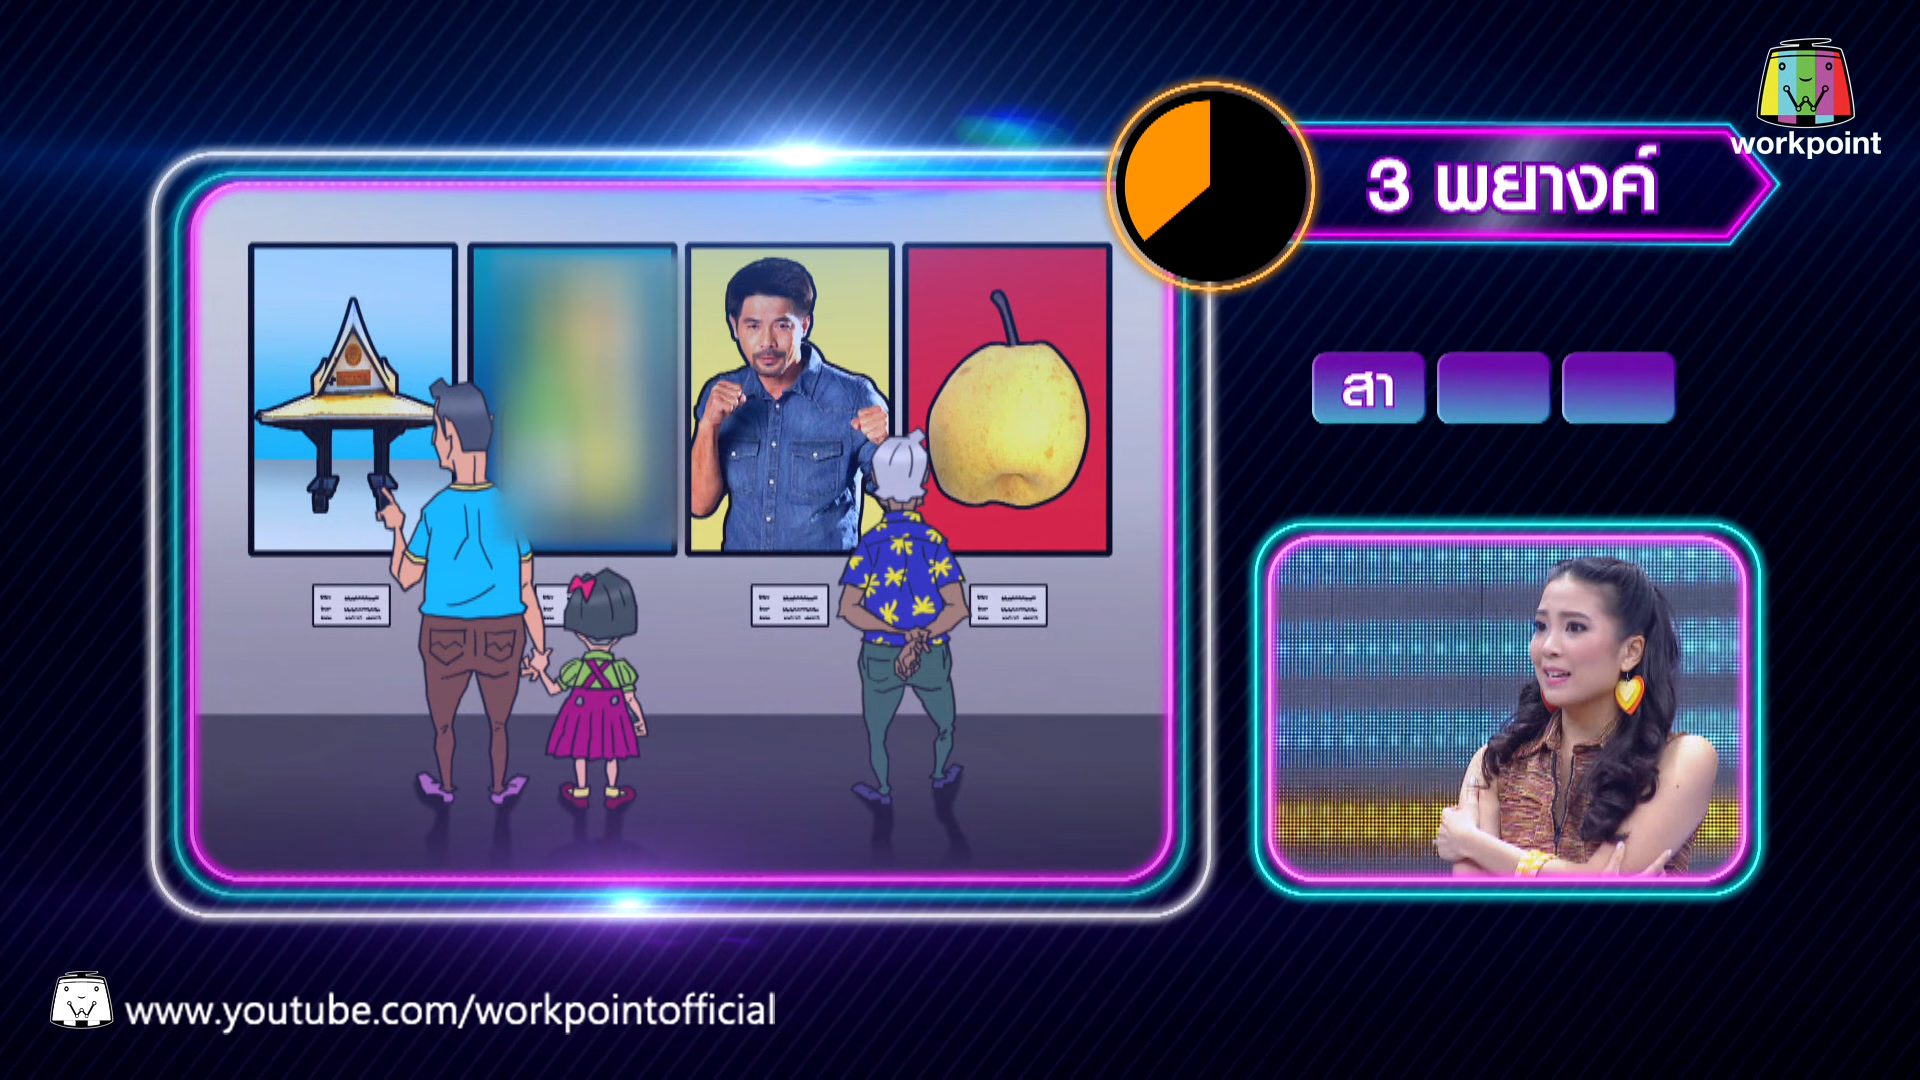 workpoint
3 พยางค์
สา
www.youtube.com/workpointofficial